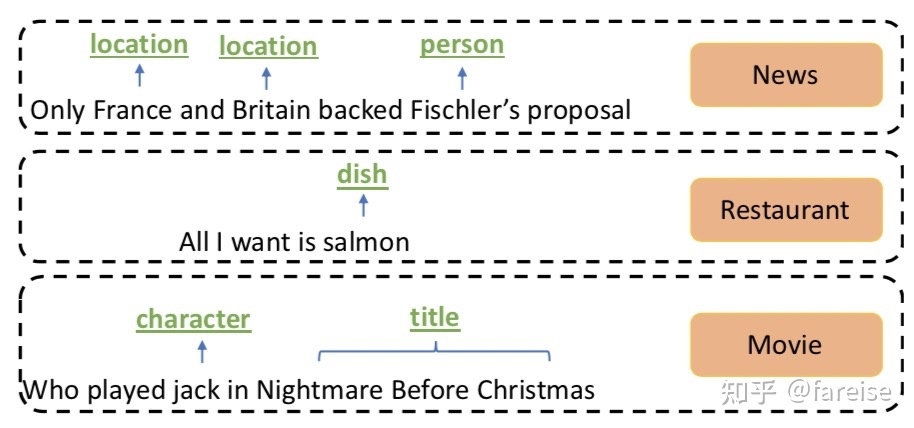 location location person
News
Only France and Britain backed Fischler's proposal
dish
Restaurant
All I want is salmon
character title
Movie
Who played jack in Nightmare Before Christmas
知乎 @fareise